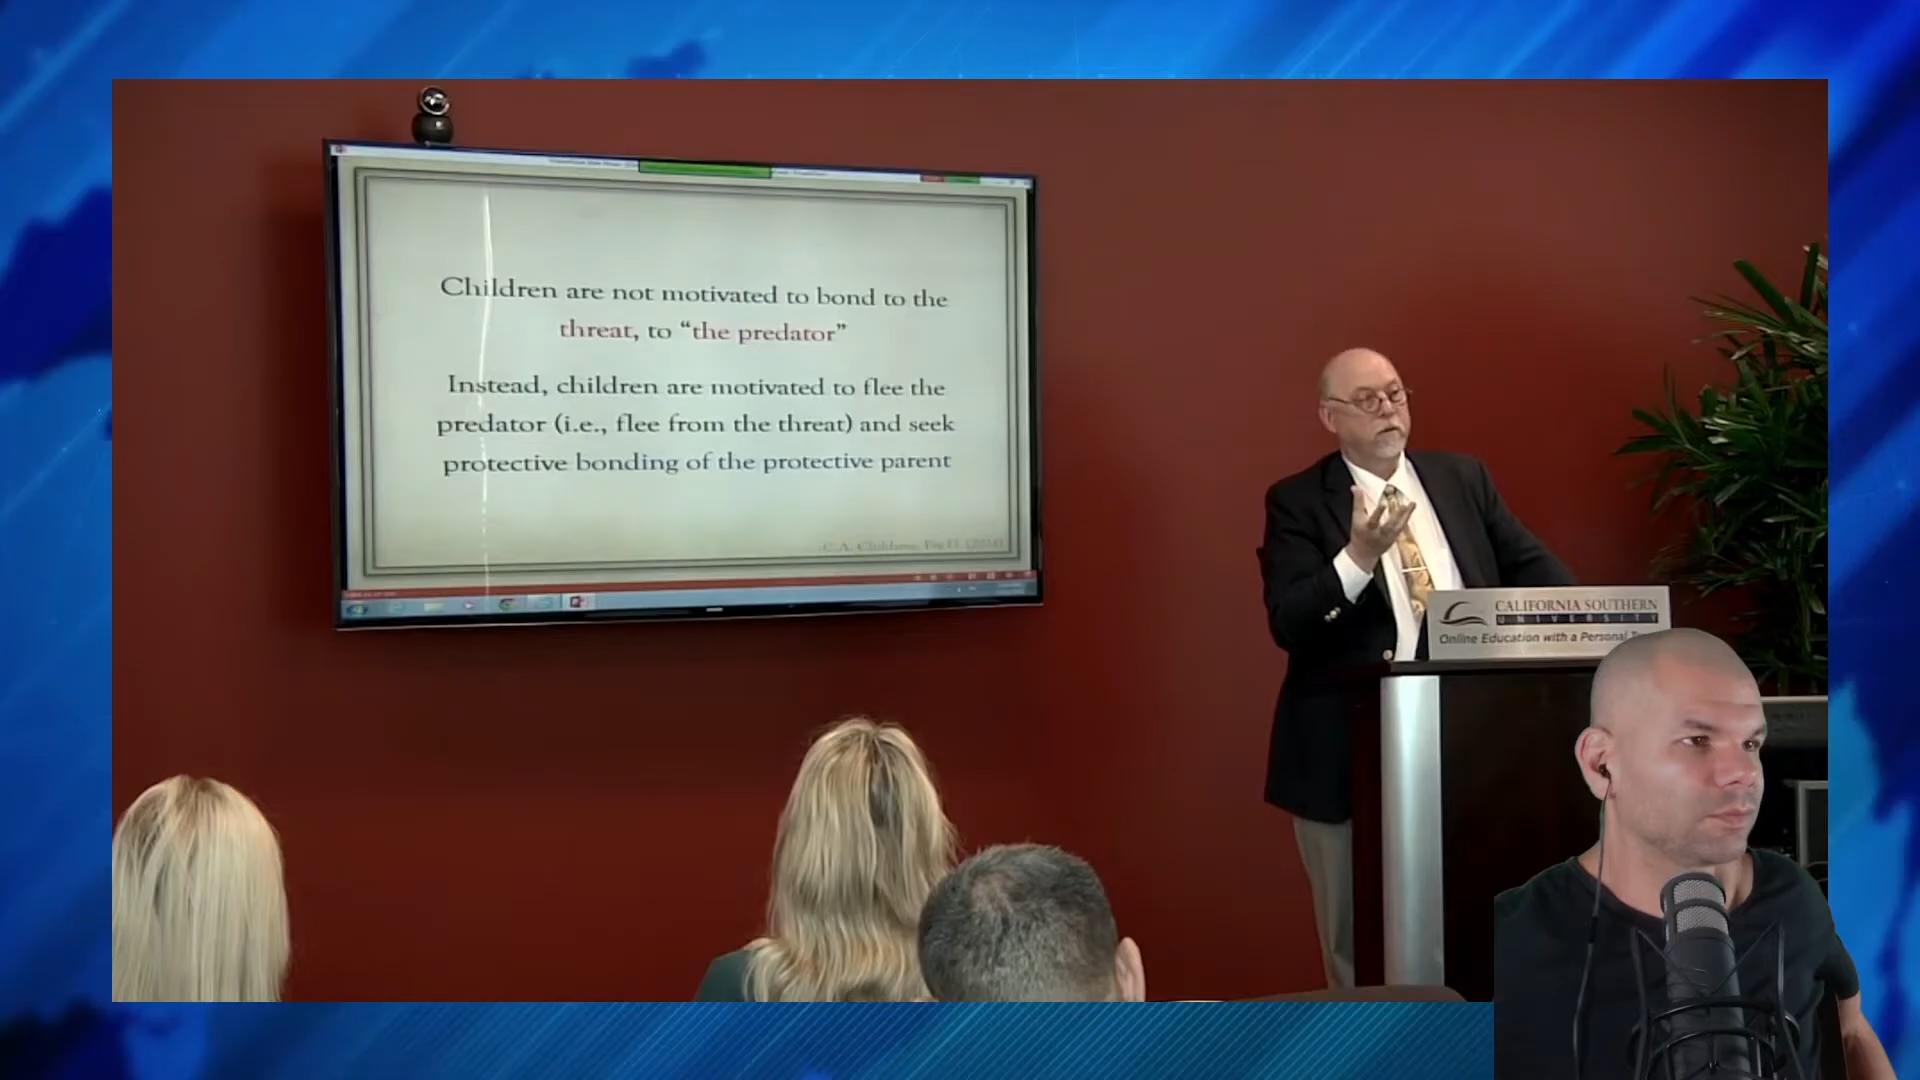 Children are not motivated to bond to the
threat, to “the predator”
Instead, children are motivated to flee the
predator (i.e., flee from the threat) and seek
protective bonding of the protective parent
CALIFORNIA SOUTHERN
UNIVERSITY
Online Education with a Personal